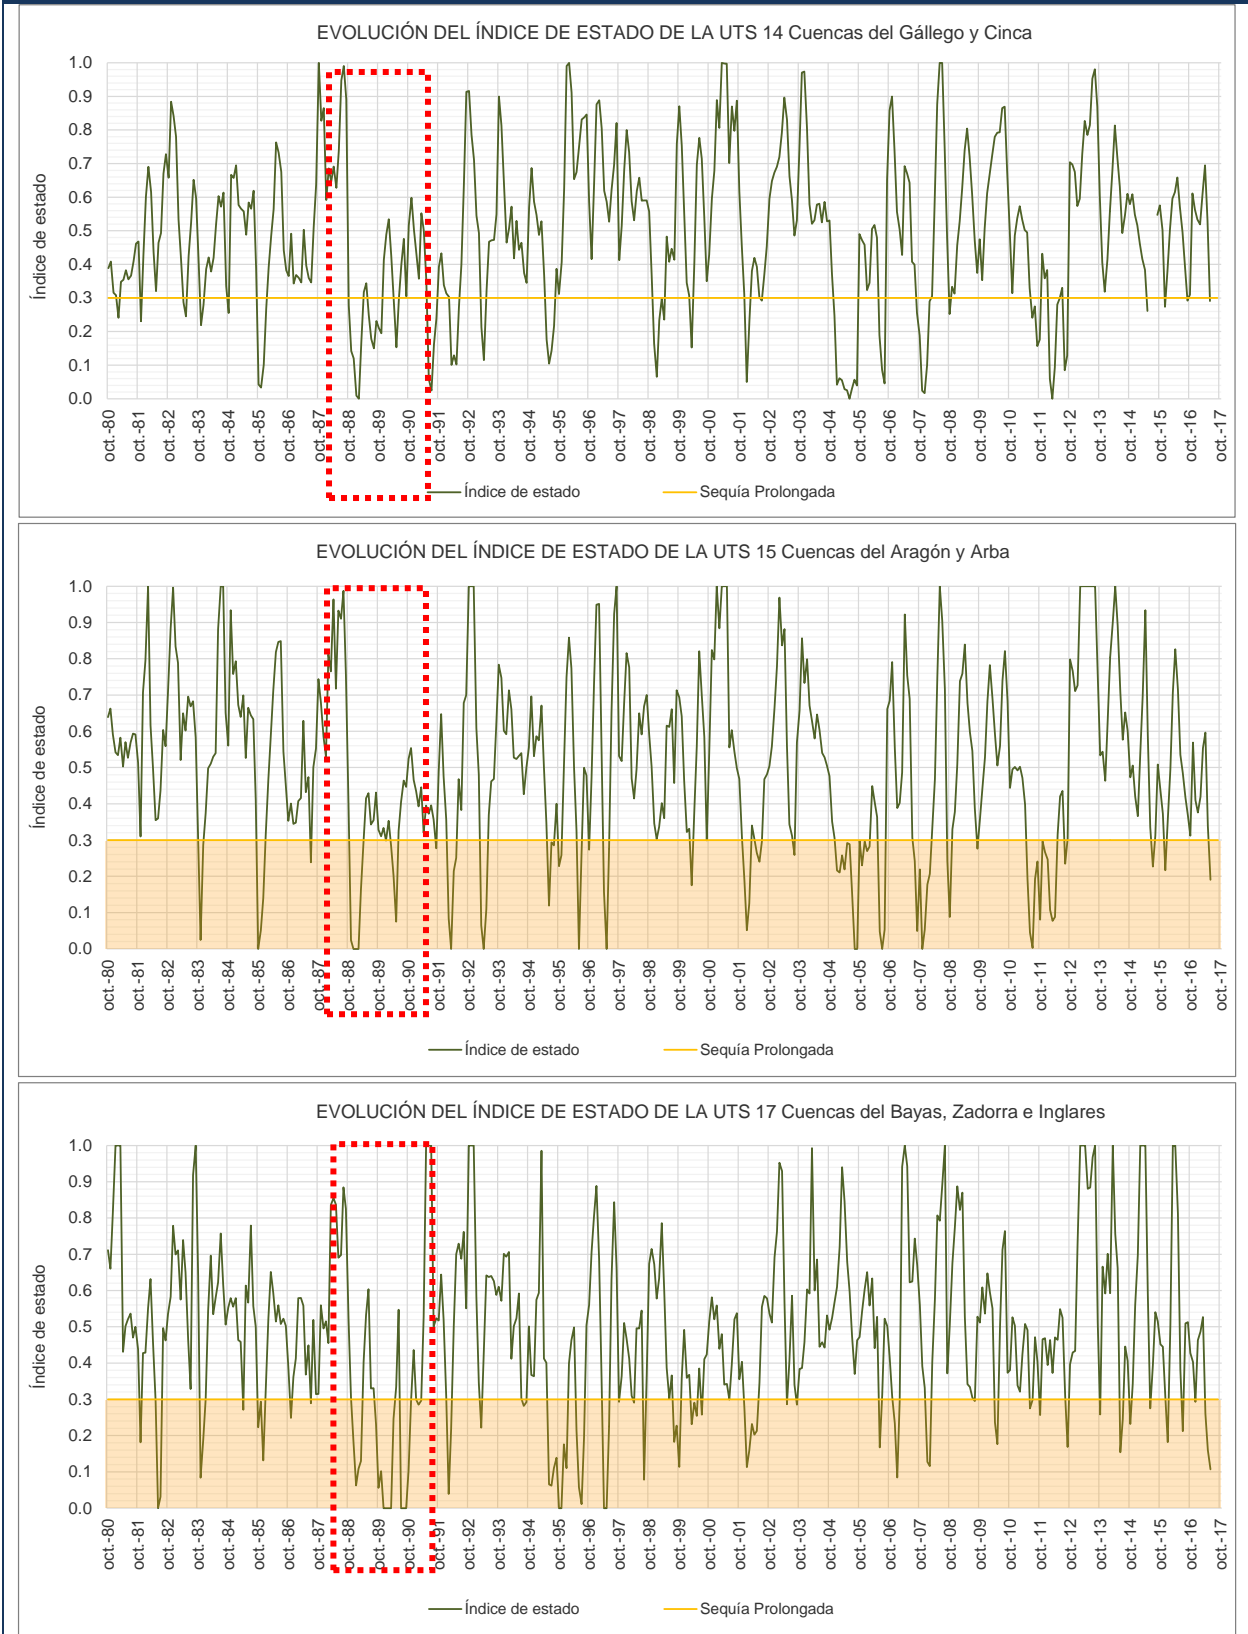 EVOLUCIÓN DEL ÍNDICE DE ESTADO DE LA UTS 14 Cuencas del Gállego y Cinca
Índice de estado
1.0
0.9
0.8
0.7
0.6
0.5
0.4
0.3
0.2
0.1
0.0
oct.-80 oct.-81 oct.-82 oct.-83 oct.-84 oct.-85 oct.-86 oct.-87 oct.-88 oct.-89 oct.-90 oct.-91 oct.-92 oct.-93 oct.-94 oct.-95 oct.-96 oct.-97 oct.-98 oct.-99 oct.-00 oct.-01 oct.-02 oct.-03 oct.-04 oct.-05 oct.-06 oct.-07 oct.-08 oct.-09 oct.-10 oct.-11 oct.-12 oct.-13 oct.-14 oct.-15 oct.-16 oct.-17
Índice de estado Sequía Prolongada
EVOLUCIÓN DEL ÍNDICE DE ESTADO DE LA UTS 15 Cuencas del Aragón y Arba
Índice de estado
1.0
0.9
0.8
0.7
0.6
0.5
0.4
0.3
0.2
0.1
0.0
oct.-80 oct.-81 oct.-82 oct.-83 oct.-84 oct.-85 oct.-86 oct.-87 oct.-88 oct.-89 oct.-90 oct.-91 oct.-92 oct.-93 oct.-94 oct.-95 oct.-96 oct.-97 oct.-98 oct.-99 oct.-00 oct.-01 oct.-02 oct.-03 oct.-04 oct.-05 oct.-06 oct.-07 oct.-08 oct.-09 oct.-10 oct.-11 oct.-12 oct.-13 oct.-14 oct.-15 oct.-16 oct.-17
Índice de estado Sequía Prolongada
EVOLUCIÓN DEL ÍNDICE DE ESTADO DE LA UTS 17 Cuencas del Bayas, Zadorra e Inglares
Índice de estado
1.0
0.9
0.8
0.7
0.6
0.5
0.4
0.3
0.2
0.1
0.0
oct.-80 oct.-81 oct.-82 oct.-83 oct.-84 oct.-85 oct.-86 oct.-87 oct.-88 oct.-89 oct.-90 oct.-91 oct.-92 oct.-93 oct.-94 oct.-95 oct.-96 oct.-97 oct.-98 oct.-99 oct.-00 oct.-01 oct.-02 oct.-03 oct.-04 oct.-05 oct.-06 oct.-07 oct.-08 oct.-09 oct.-10 oct.-11 oct.-12 oct.-13 oct.-14 oct.-15 oct.-16 oct.-17
Índice de estado Sequía Prolongada